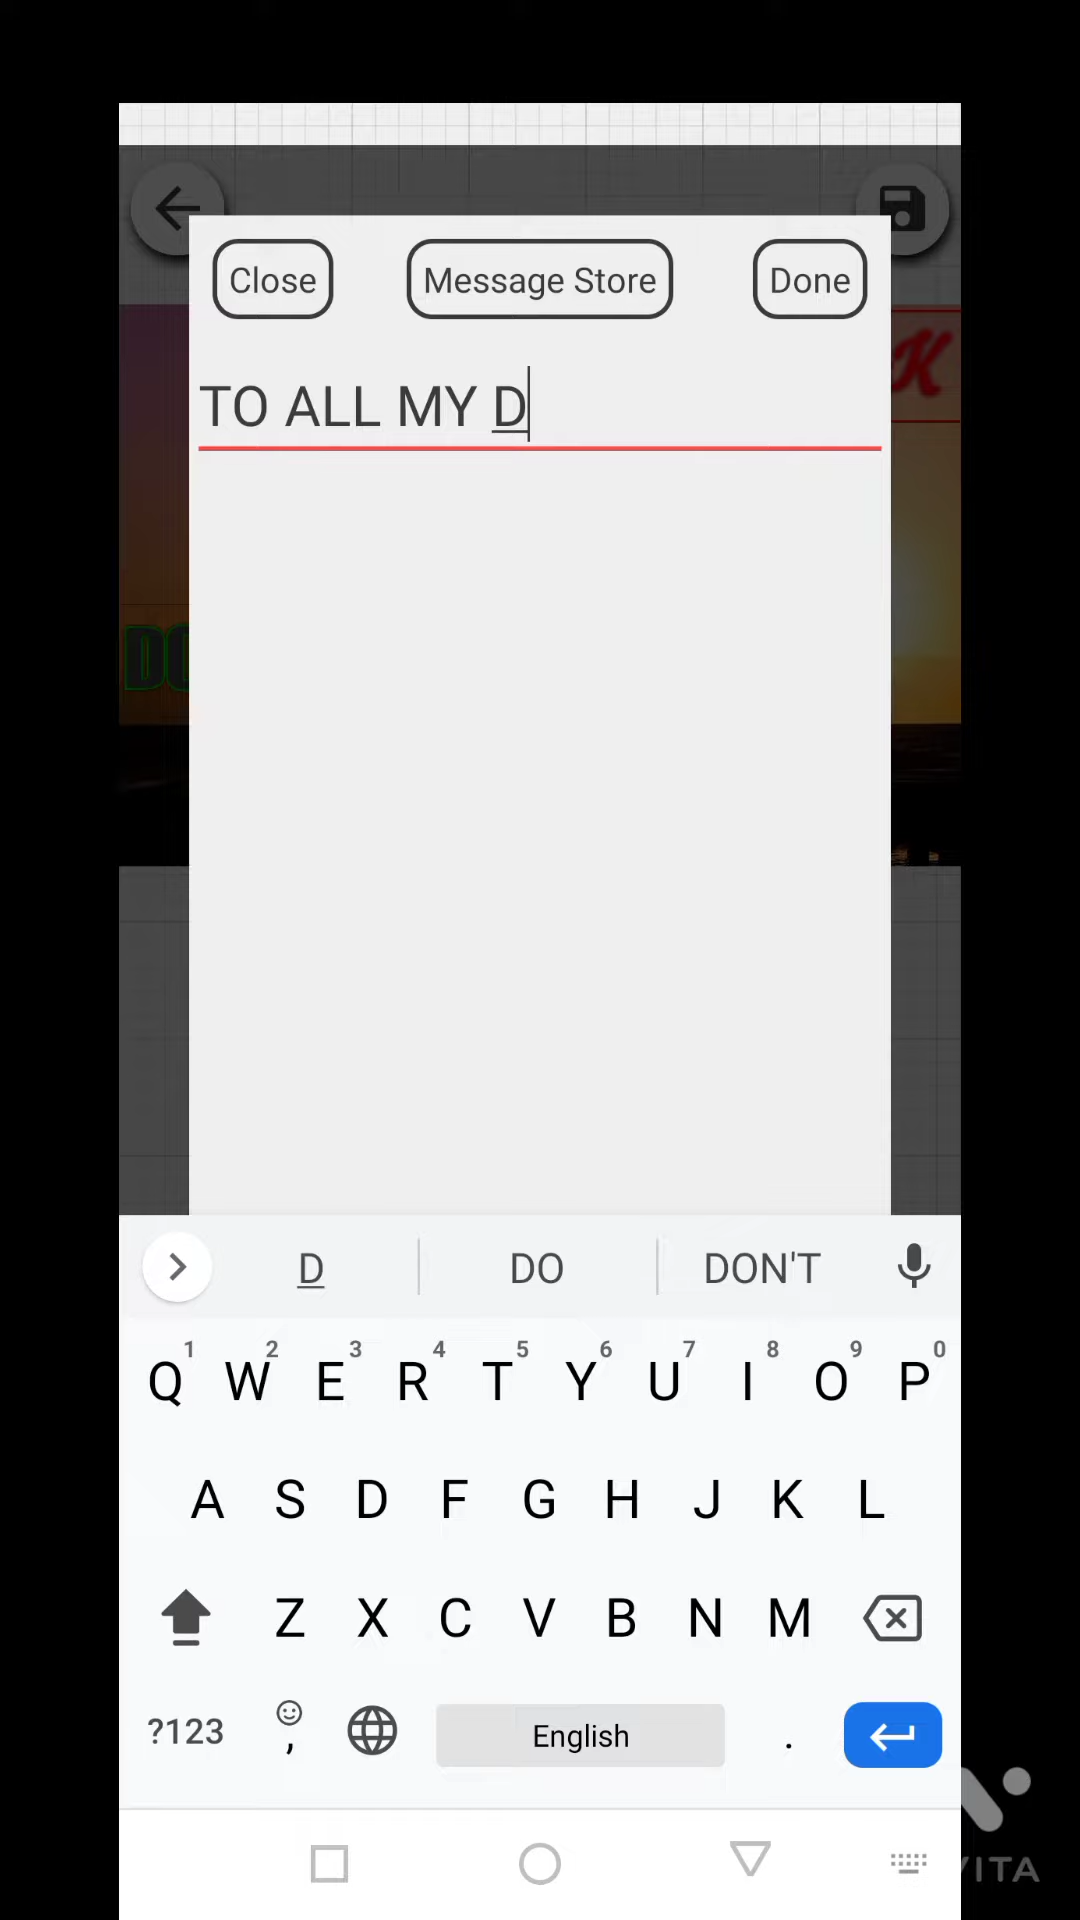 Close Message Store Done
K
TO ALL MY D
D DO DON'T
1 2 3 4 5 6 7 8 9 0
Q W E R T Y U I O P
A S D F G H J K L
Z X C V B N M
?123 , English .
VITA